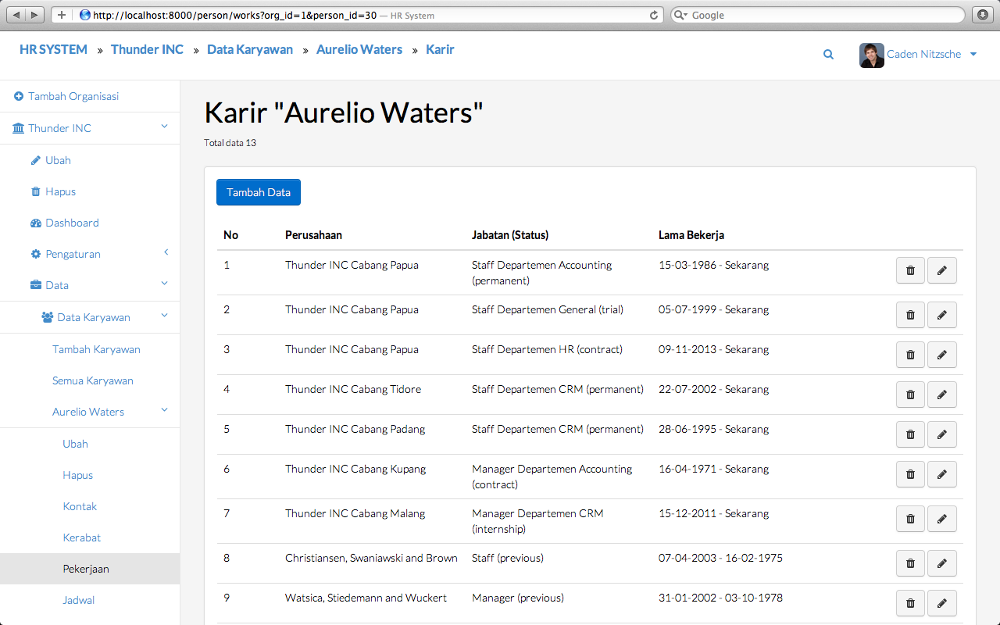 http://localhost:8000/person/works?org_id=1&person_id=30 — HR System
Google
HR SYSTEM » Thunder INC » Data Karyawan » Aurelio Waters » Karir
Caden Nitzsche
Tambah Organisasi
Thunder INC
Ubah
Hapus
Dashboard
Pengaturan
Data
Data Karyawan
Tambah Karyawan
Semua Karyawan
Aurelio Waters
Ubah
Hapus
Kontak
Kerabat
Pekerjaan
Jadwal
Karir "Aurelio Waters"
Total data 13
Tambah Data
No Perusahaan Jabatan (Status) Lama Bekerja
1 Thunder INC Cabang Papua Staff Departemen Accounting 15-03-1986 - Sekarang
(permanent)
2 Thunder INC Cabang Papua Staff Departemen General (trial) 05-07-1999 - Sekarang
3 Thunder INC Cabang Papua Staff Departemen HR (contract) 09-11-2013 - Sekarang
4 Thunder INC Cabang Tidore Staff Departemen CRM (permanent) 22-07-2002 - Sekarang
5 Thunder INC Cabang Padang Staff Departemen CRM (permanent) 28-06-1995 - Sekarang
6 Thunder INC Cabang Kupang Manager Departemen Accounting 16-04-1971 - Sekarang
(contract)
7 Thunder INC Cabang Malang Manager Departemen CRM 15-12-2011 - Sekarang
(internship)
8 Christiansen, Swaniawski and Brown Staff (previous) 07-04-2003 - 16-02-1975
9 Watsica, Stiedemann and Wuckert Manager (previous) 31-01-2002 - 03-10-1978